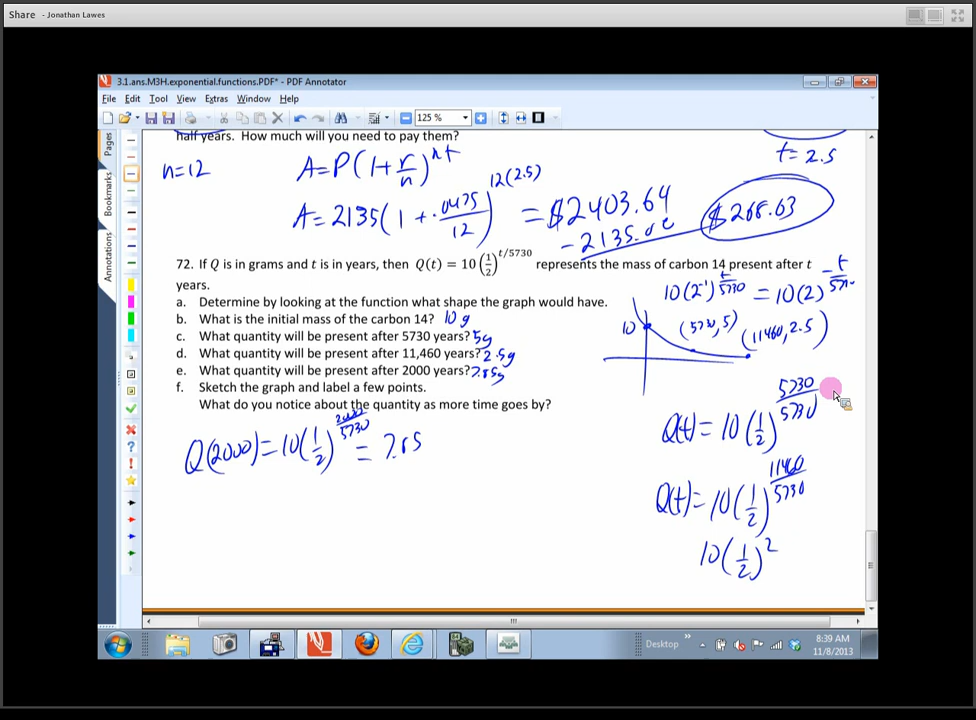 Share - Jonathan Lawes
3.1.ans.M3H.exponential.functions.PDF* - PDF Annotator
File Edit Tool View Extras Window Help
125 %
Pages
Bookmarks
Annotations
half years. How much will you need to pay them?
t = 2.5
n=12
A = P(1 + r/n)^nt
A = 2135(1 + .0475/12)^12(2.5) = $2403.64
- 2135.00
$268.63
72. If Q is in grams and t is in years, then Q(t) = 10(1/2)^t/5730 represents the mass of carbon 14 present after t
years.
10(2^-1)^t/5730 = 10(2)^-t/5730
a. Determine by looking at the function what shape the graph would have.
b. What is the initial mass of the carbon 14? 10 g
c. What quantity will be present after 5730 years? 5g
d. What quantity will be present after 11,460 years? 2.5g
e. What quantity will be present after 2000 years? 7.85g
f. Sketch the graph and label a few points.
What do you notice about the quantity as more time goes by?
10
(5730, 5)
(11460, 2.5)
Q(2000) = 10(1/2)^2000/5730 = 7.85
Q(t) = 10(1/2)^5730/5730
Q(t) = 10(1/2)^11460/5730
10(1/2)^2
Desktop
8:39 AM
11/8/2013